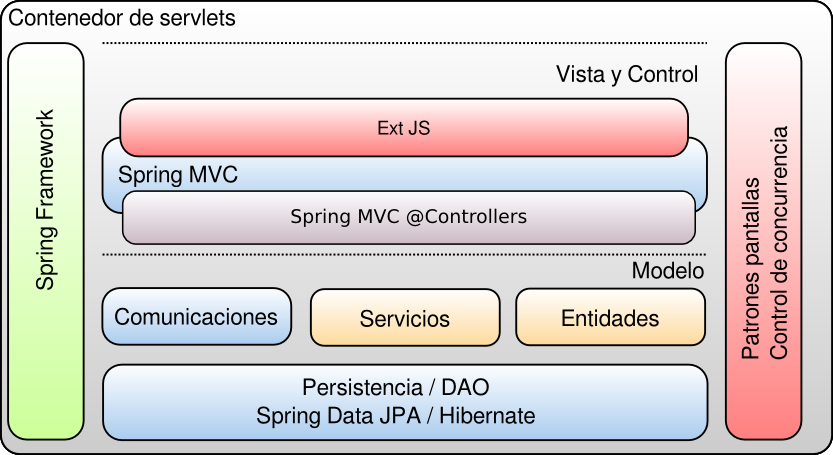 Contenedor de servlets
Spring Framework
Vista y Control
Ext JS
Spring MVC
Spring MVC @Controllers
Modelo
Comunicaciones
Servicios
Entidades
Persistencia / DAO
Spring Data JPA / Hibernate
Patrones pantallas
Control de concurrencia